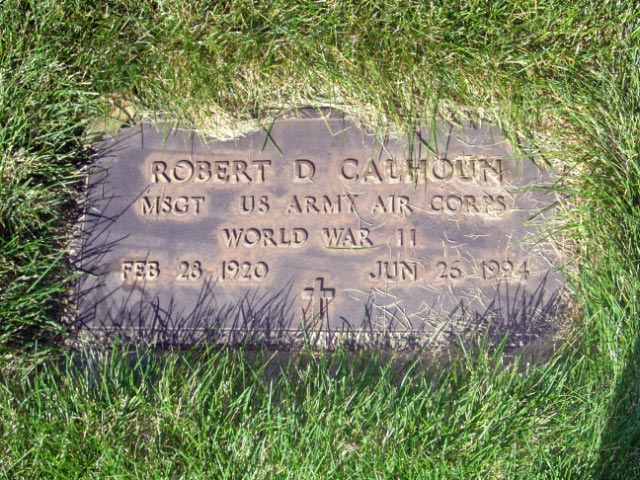 ROBERT D CALHOUN
MSGT US ARMY AIR CORPS
WORLD WAR II
FEB 28 1920 JUN 26 1994